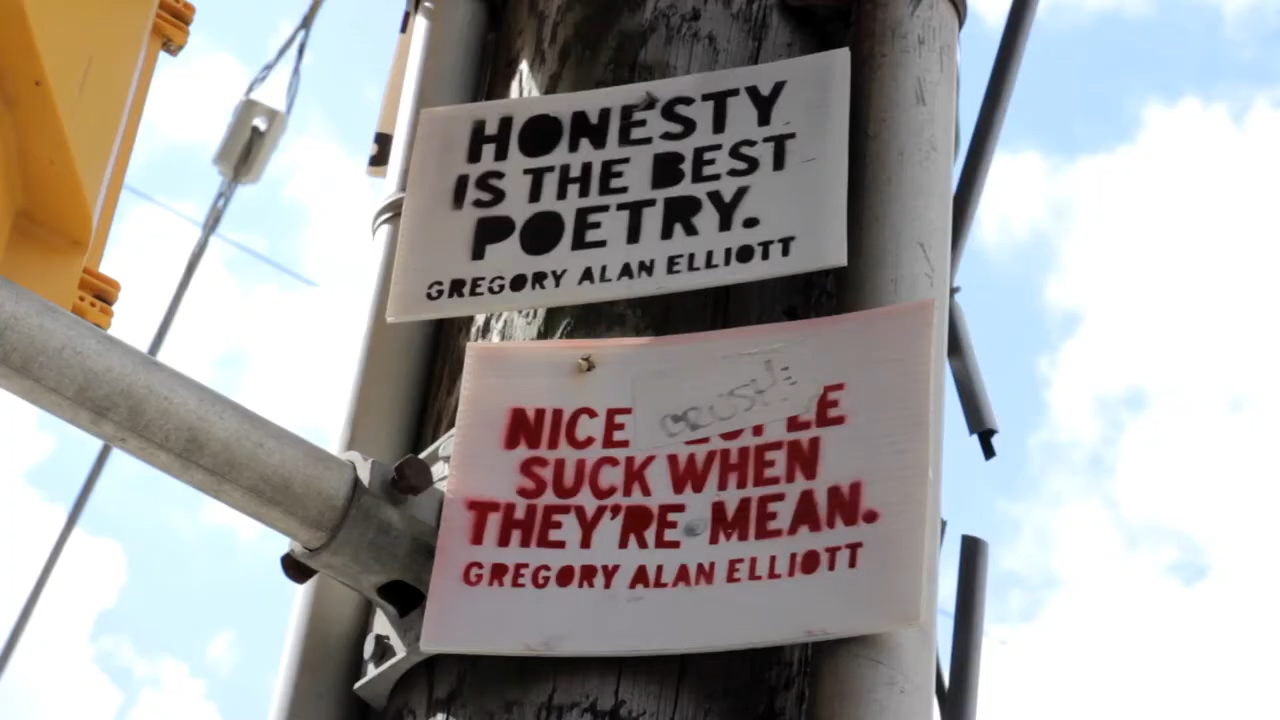 HONESTY
IS THE BEST
POETRY.
GREGORY ALAN ELLIOTT
NICE PEOPLE
SUCK WHEN
THEY'RE MEAN.
GREGORY ALAN ELLIOTT